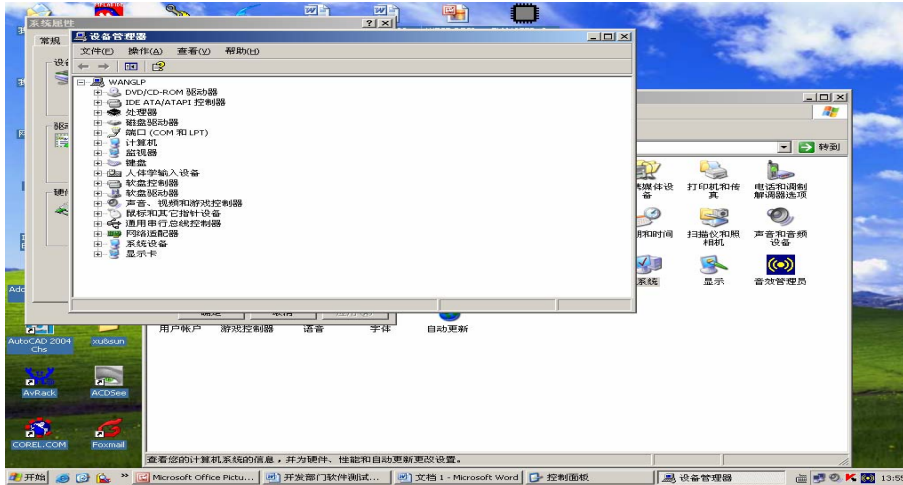 系统属性
常规
设备管理器
文件(F) 操作(A) 查看(V) 帮助(H)
WANGLP
DVD/CD-ROM 驱动器
IDE ATA/ATAPI 控制器
处理器
磁盘驱动器
端口 (COM 和 LPT)
计算机
监视器
键盘
人体学输入设备
软盘控制器
软盘驱动器
声音、视频和游戏控制器
鼠标和其它指针设备
通用串行总线控制器
网络适配器
系统设备
显示卡
转到
打印机和传真
电话和调制解调器选项
扫描仪和照相机
声音和音频设备
系统
显示
音效管理员
用户帐户
游戏控制器
语音
字体
自动更新
AutoCAD 2004 Chs
xu8sun
AvRack
ACDSee
COREL.COM
Foxmail
查看您的计算机系统的信息，并为硬件、性能和自动更新更改设置。
开始
Microsoft Office Pictu...
开发部门软件测试...
文档 1 - Microsoft Word
控制面板
设备管理器
13:55